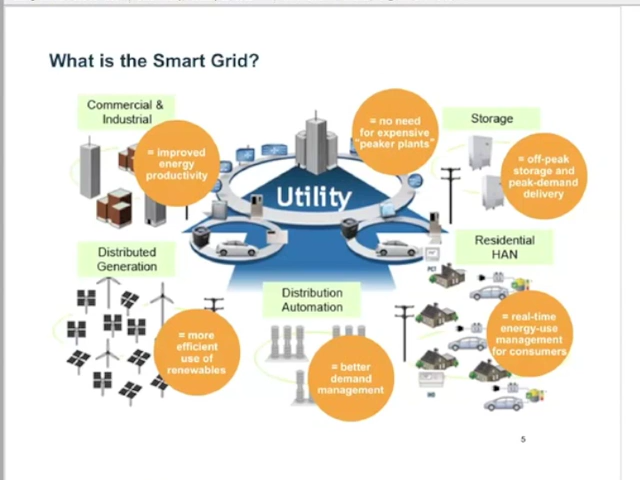 What is the Smart Grid?
Commercial &
Industrial
= improved
energy
productivity
= no need
for expensive
"peaker plants"
Storage
= off-peak
storage and
peak-demand
delivery
Utility
Distributed
Generation
Residential
HAN
PCT
Distribution
Automation
= more
efficient
use of
renewables
= better
demand
management
= real-time
energy-use
management
for consumers
5